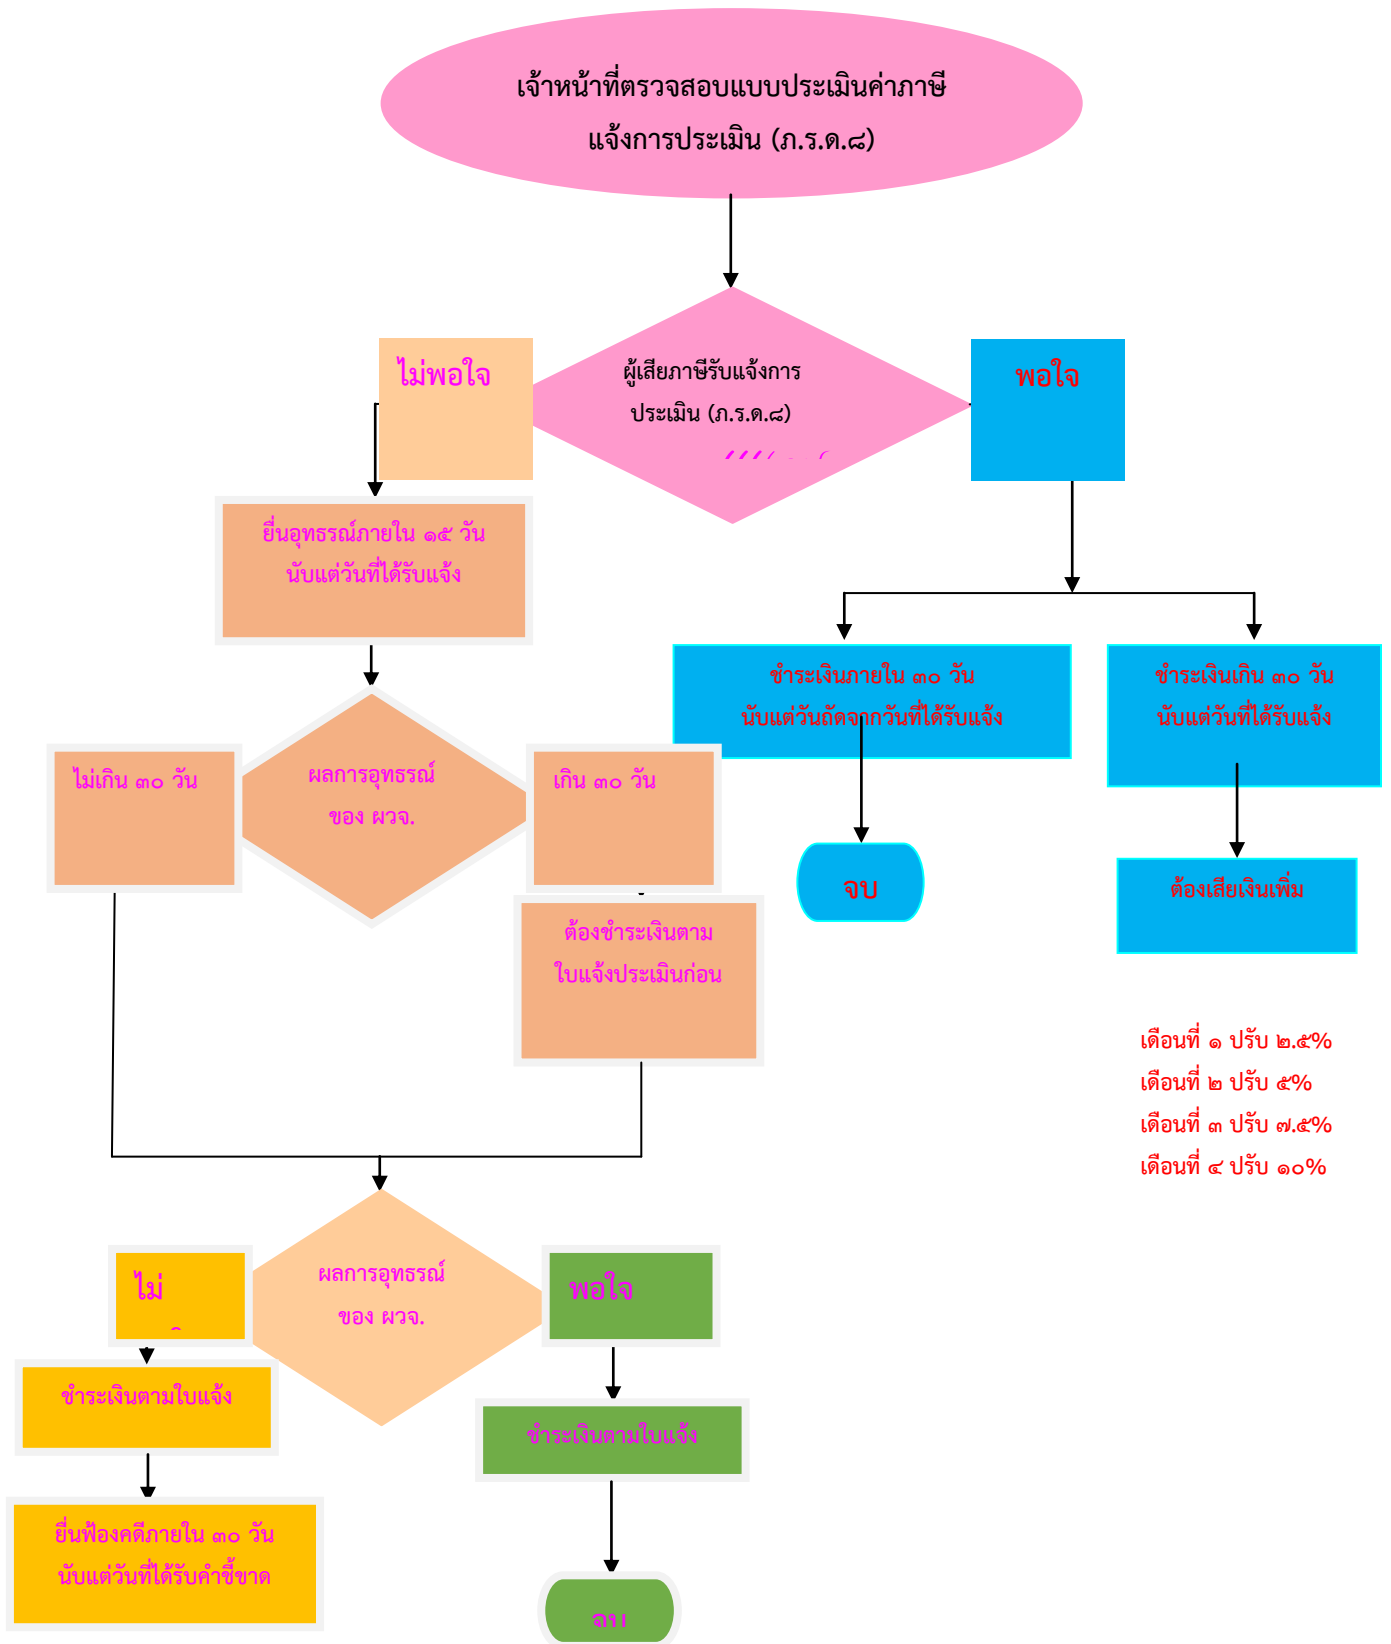 เจ้าหน้าที่ตรวจสอบแบบประเมินค่าภาษี
แจ้งการประเมิน (ภ.ร.ด.๘)
ผู้เสียภาษีรับแจ้งการ
ประเมิน (ภ.ร.ด.๘)
ไม่พอใจ
พอใจ
ยื่นอุทธรณ์ภายใน ๑๕ วัน
นับแต่วันที่ได้รับแจ้ง
ชำระเงินภายใน ๓๐ วัน
นับแต่วันถัดจากวันที่ได้รับแจ้ง
ชำระเงินเกิน ๓๐ วัน
นับแต่วันที่ได้รับแจ้ง
ไม่เกิน ๓๐ วัน
ผลการอุทธรณ์
ของ ผวจ.
เกิน ๓๐ วัน
จบ
ต้องเสียเงินเพิ่ม
ต้องชำระเงินตาม
ใบแจ้งประเมินก่อน
เดือนที่ ๑ ปรับ ๒.๕%
เดือนที่ ๒ ปรับ ๕%
เดือนที่ ๓ ปรับ ๗.๕%
เดือนที่ ๔ ปรับ ๑๐%
ไม่
ผลการอุทธรณ์
ของ ผวจ.
พอใจ
ชำระเงินตามใบแจ้ง
ชำระเงินตามใบแจ้ง
ยื่นฟ้องคดีภายใน ๓๐ วัน
นับแต่วันที่ได้รับคำชี้ขาด
จบ